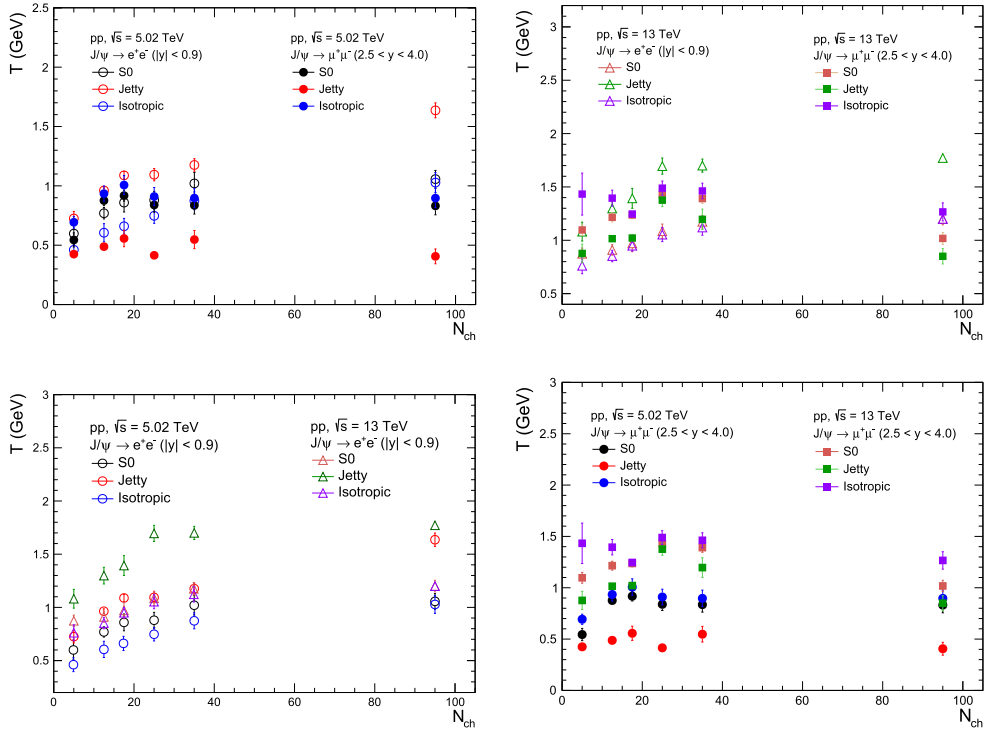 T (GeV)
2.5
2
1.5
1
0.5
0
0 20 40 60 80 100
N_ch
pp, √s = 5.02 TeV
J/ψ → e⁺e⁻ (|y| < 0.9)
S0
Jetty
Isotropic
pp, √s = 5.02 TeV
J/ψ → μ⁺μ⁻ (2.5 < y < 4.0)
S0
Jetty
Isotropic
T (GeV)
3
2.5
2
1.5
1
0.5
0 20 40 60 80 100
N_ch
pp, √s = 13 TeV
J/ψ → e⁺e⁻ (|y| < 0.9)
S0
Jetty
Isotropic
pp, √s = 13 TeV
J/ψ → μ⁺μ⁻ (2.5 < y < 4.0)
S0
Jetty
Isotropic
T (GeV)
3
2.5
2
1.5
1
0.5
0 20 40 60 80 100
N_ch
pp, √s = 5.02 TeV
J/ψ → e⁺e⁻ (|y| < 0.9)
S0
Jetty
Isotropic
pp, √s = 13 TeV
J/ψ → e⁺e⁻ (|y| < 0.9)
S0
Jetty
Isotropic
T (GeV)
3
2.5
2
1.5
1
0.5
0
0 20 40 60 80 100
N_ch
pp, √s = 5.02 TeV
J/ψ → μ⁺μ⁻ (2.5 < y < 4.0)
S0
Jetty
Isotropic
pp, √s = 13 TeV
J/ψ → μ⁺μ⁻ (2.5 < y < 4.0)
S0
Jetty
Isotropic